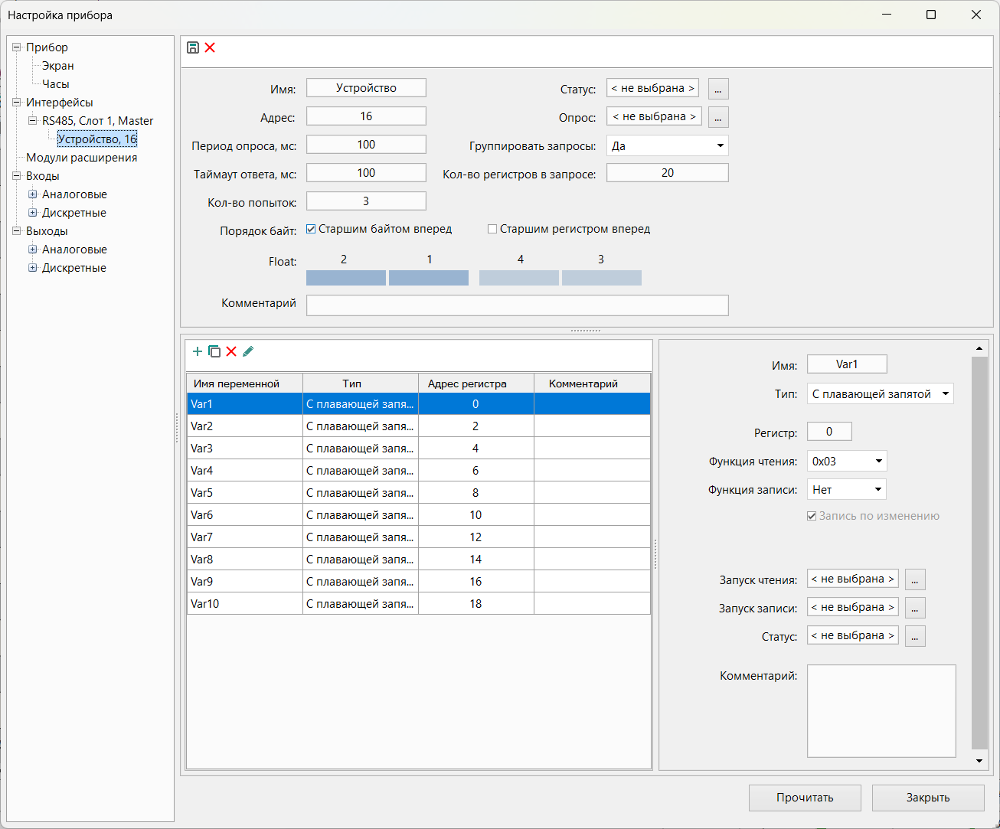 Настройка прибора
Прибор
Экран
Часы
Интерфейсы
RS485, Слот 1, Master
Устройство, 16
Модули расширения
Входы
Аналоговые
Дискретные
Выходы
Аналоговые
Дискретные
Имя: Устройство Статус: < не выбрана > ...
Адрес: 16 Опрос: < не выбрана > ...
Период опроса, мс: 100 Группировать запросы: Да
Таймаут ответа, мс: 100 Кол-во регистров в запросе: 20
Кол-во попыток: 3
Порядок байт: Старшим байтом вперед Старшим регистром вперед
Float: 2 1 4 3
Комментарий
Имя переменной Тип Адрес регистра Комментарий
Var1 С плавающей запя... 0
Var2 С плавающей запя... 2
Var3 С плавающей запя... 4
Var4 С плавающей запя... 6
Var5 С плавающей запя... 8
Var6 С плавающей запя... 10
Var7 С плавающей запя... 12
Var8 С плавающей запя... 14
Var9 С плавающей запя... 16
Var10 С плавающей запя... 18
Имя: Var1
Тип: С плавающей запятой
Регистр: 0
Функция чтения: 0x03
Функция записи: Нет
Запись по изменению
Запуск чтения: < не выбрана > ...
Запуск записи: < не выбрана > ...
Статус: < не выбрана > ...
Комментарий:
Прочитать Закрыть